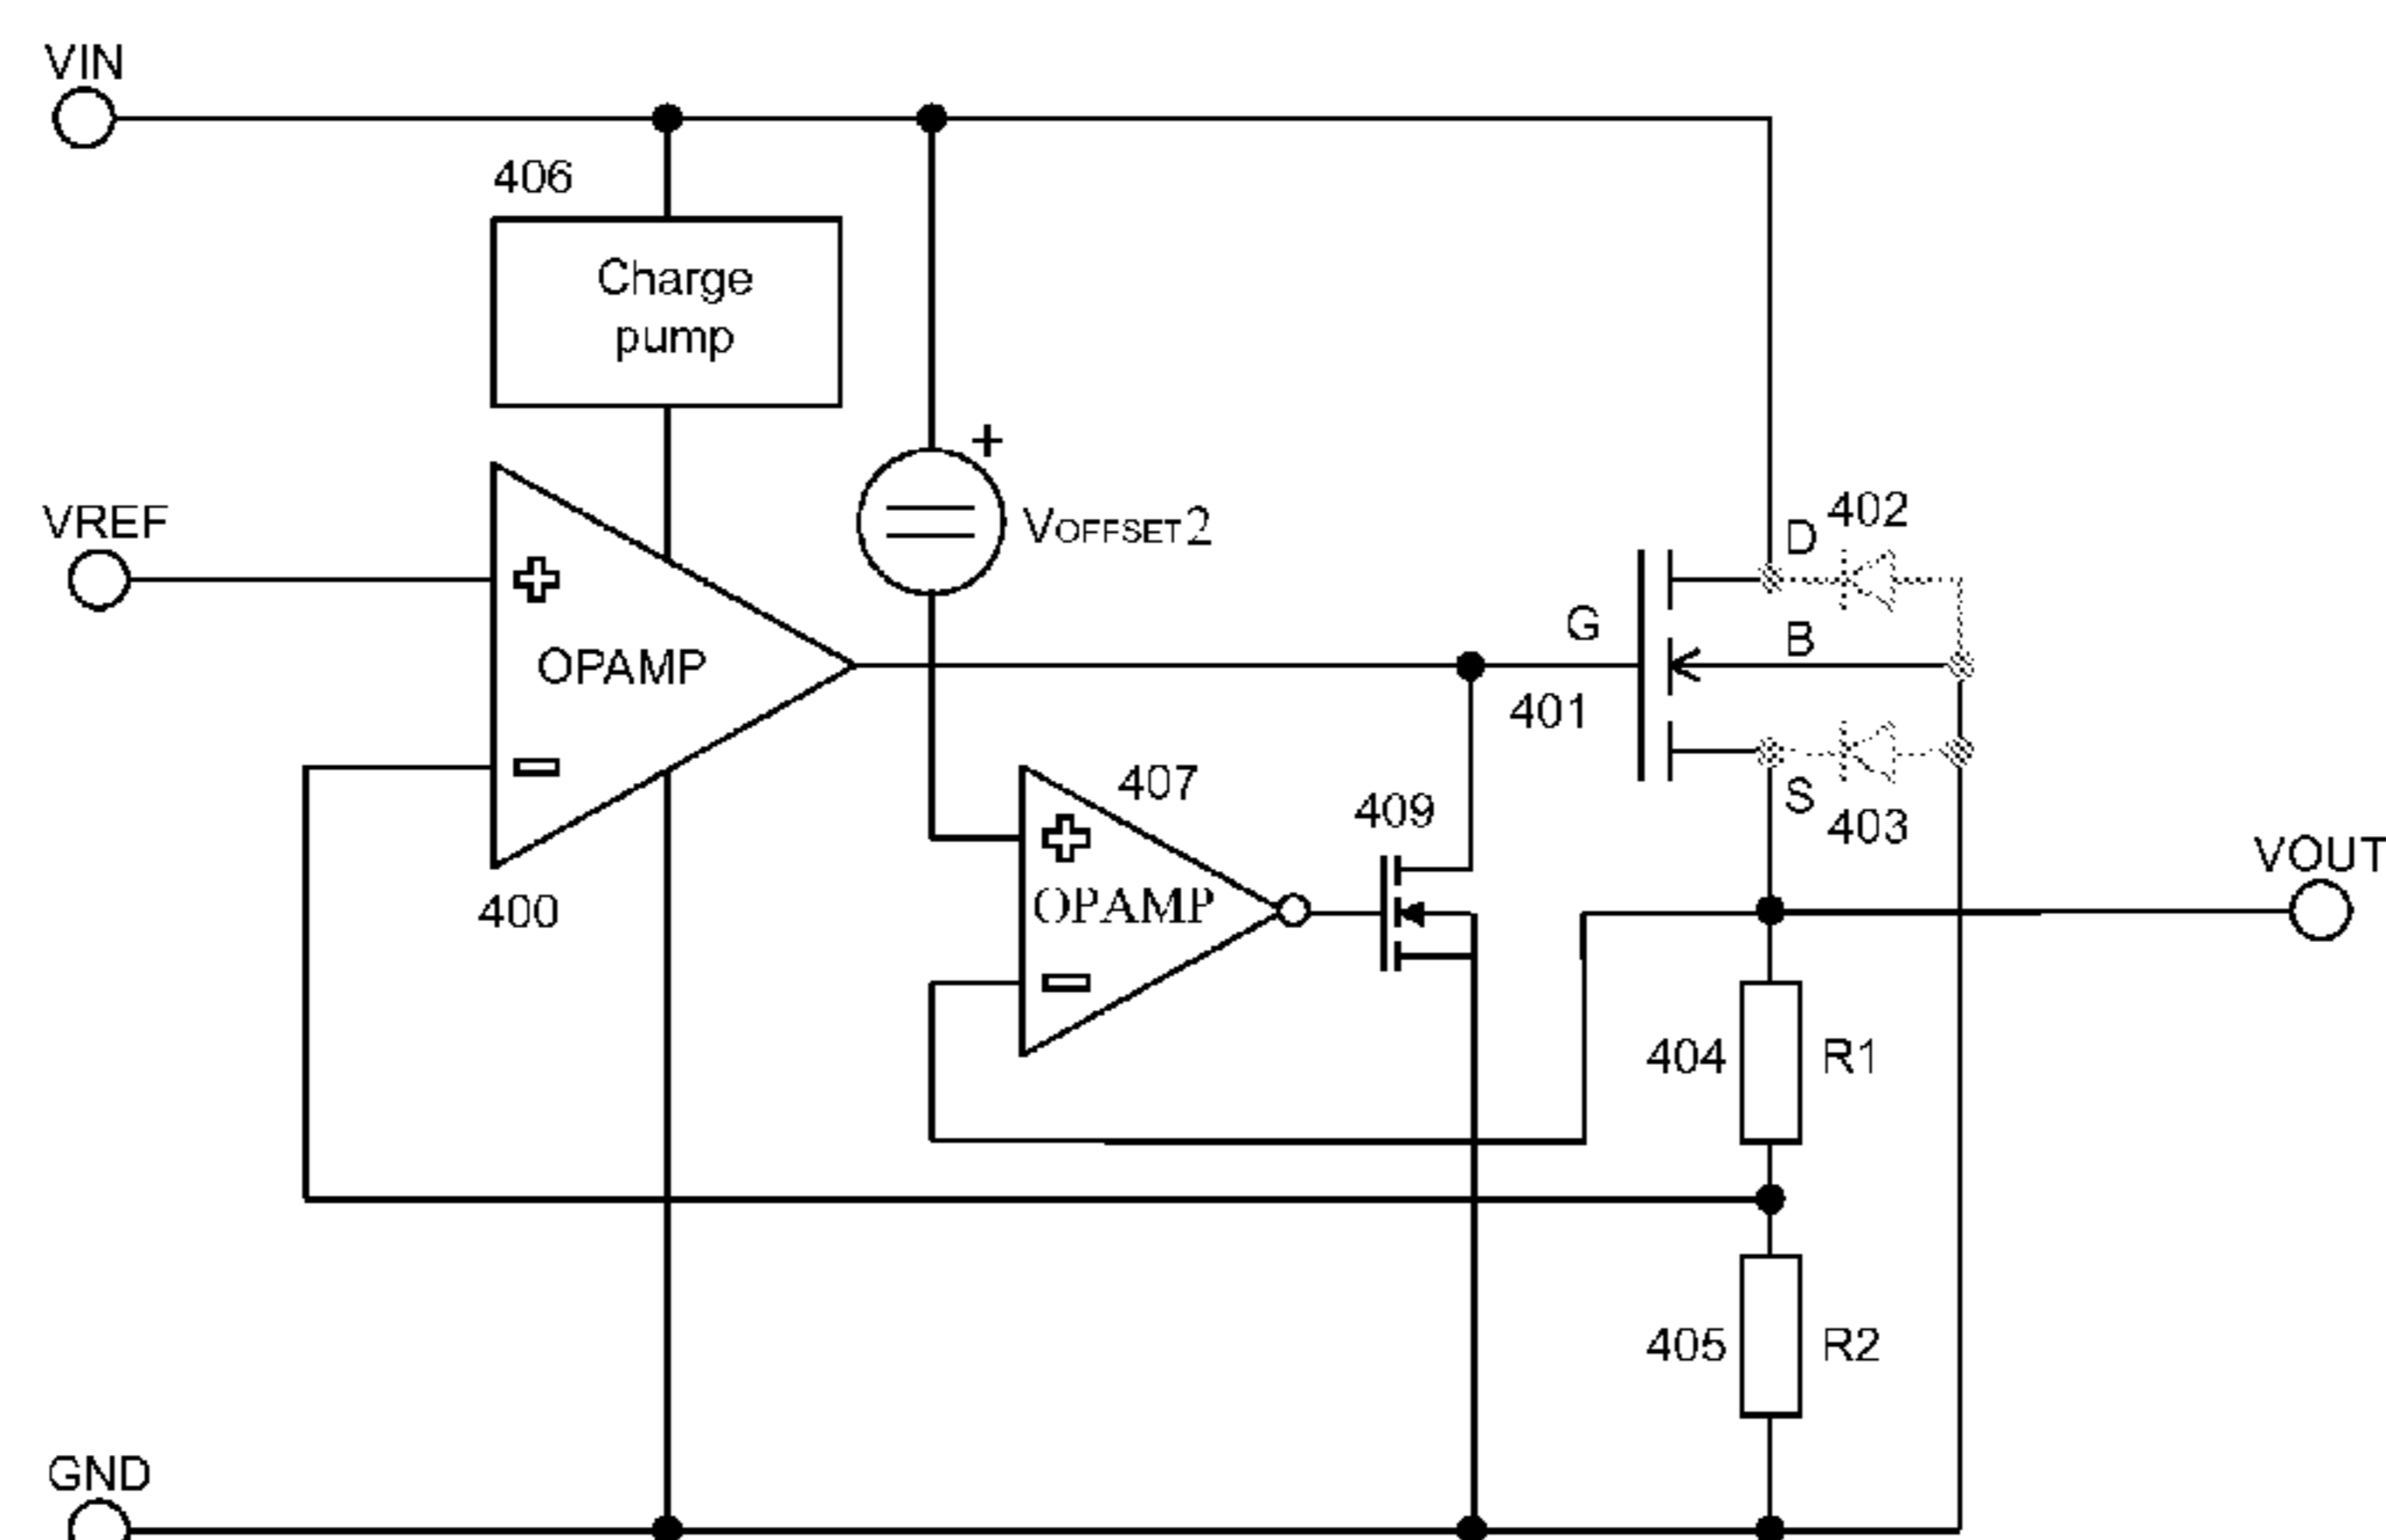 VIN
406
Charge
pump
+
VREF
VOFFSET2
D
402
OPAMP
G
B
401
407
409
S
403
VOUT
400
OPAMP
404
R1
405
R2
GND